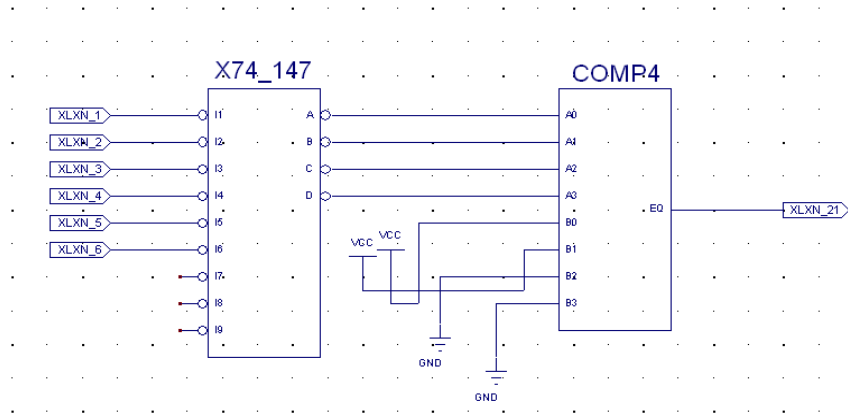 X74_147 COMP4
XLXN_1 I1 A A0
XLXN_2 I2 B A1
XLXN_3 I3 C A2
XLXN_4 I4 D A3
EQ XLXN_21
XLXN_5 I5 B0
VCC VCC
XLXN_6 I6 B1
I7 B2
I8 B3
I9
GND
GND